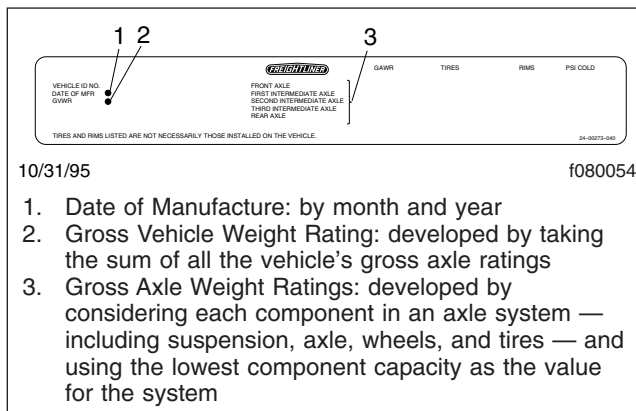 1 2 3
FREIGHTLINER GAWR TIRES RIMS PSI COLD
VEHICLE ID NO.
DATE OF MFR
GVWR
FRONT AXLE
FIRST INTERMEDIATE AXLE
SECOND INTERMEDIATE AXLE
THIRD INTERMEDIATE AXLE
REAR AXLE
TIRES AND RIMS LISTED ARE NOT NECESSARILY THOSE INSTALLED ON THE VEHICLE.
24–00273–040
10/31/95 f080054
1. Date of Manufacture: by month and year
2. Gross Vehicle Weight Rating: developed by taking
the sum of all the vehicle's gross axle ratings
3. Gross Axle Weight Ratings: developed by
considering each component in an axle system —
including suspension, axle, wheels, and tires — and
using the lowest component capacity as the value
for the system